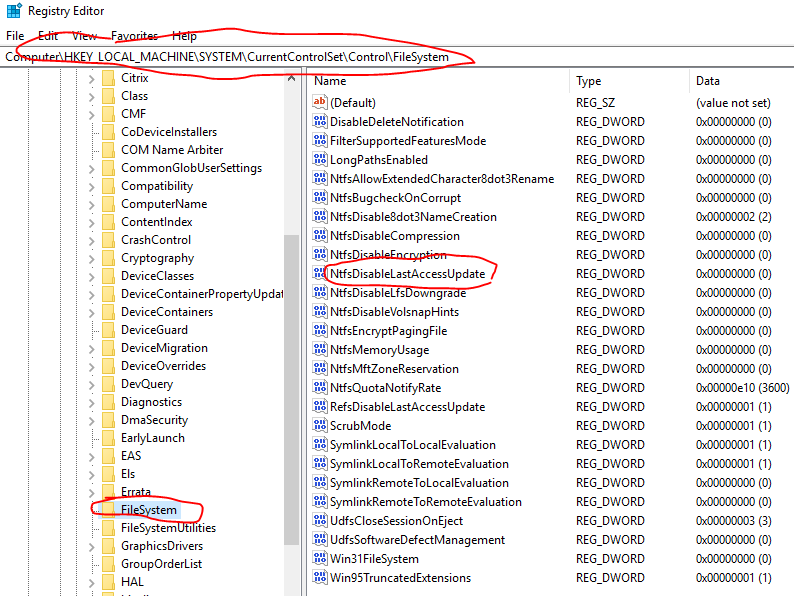 Registry Editor
File Edit View Favorites Help
Computer\HKEY_LOCAL_MACHINE\SYSTEM\CurrentControlSet\Control\FileSystem
Citrix
Class
CMF
CoDeviceInstallers
COM Name Arbiter
CommonGlobUserSettings
Compatibility
ComputerName
ContentIndex
CrashControl
Cryptography
DeviceClasses
DeviceContainerPropertyUpdat
DeviceContainers
DeviceGuard
DeviceMigration
DeviceOverrides
DevQuery
Diagnostics
DmaSecurity
EarlyLaunch
EAS
Els
Errata
FileSystem
FileSystemUtilities
GraphicsDrivers
GroupOrderList
HAL
Name Type Data
ab (Default) REG_SZ (value not set)
DisableDeleteNotification REG_DWORD 0x00000000 (0)
FilterSupportedFeaturesMode REG_DWORD 0x00000000 (0)
LongPathsEnabled REG_DWORD 0x00000000 (0)
NtfsAllowExtendedCharacter8dot3Rename REG_DWORD 0x00000000 (0)
NtfsBugcheckOnCorrupt REG_DWORD 0x00000000 (0)
NtfsDisable8dot3NameCreation REG_DWORD 0x00000002 (2)
NtfsDisableCompression REG_DWORD 0x00000000 (0)
NtfsDisableEncryption REG_DWORD 0x00000000 (0)
NtfsDisableLastAccessUpdate REG_DWORD 0x00000000 (0)
NtfsDisableLfsDowngrade REG_DWORD 0x00000000 (0)
NtfsDisableVolsnapHints REG_DWORD 0x00000000 (0)
NtfsEncryptPagingFile REG_DWORD 0x00000000 (0)
NtfsMemoryUsage REG_DWORD 0x00000000 (0)
NtfsMftZoneReservation REG_DWORD 0x00000000 (0)
NtfsQuotaNotifyRate REG_DWORD 0x00000e10 (3600)
RefsDisableLastAccessUpdate REG_DWORD 0x00000001 (1)
ScrubMode REG_DWORD 0x00000001 (1)
SymlinkLocalToLocalEvaluation REG_DWORD 0x00000001 (1)
SymlinkLocalToRemoteEvaluation REG_DWORD 0x00000001 (1)
SymlinkRemoteToLocalEvaluation REG_DWORD 0x00000000 (0)
SymlinkRemoteToRemoteEvaluation REG_DWORD 0x00000000 (0)
UdfsCloseSessionOnEject REG_DWORD 0x00000003 (3)
UdfsSoftwareDefectManagement REG_DWORD 0x00000000 (0)
Win31FileSystem REG_DWORD 0x00000000 (0)
Win95TruncatedExtensions REG_DWORD 0x00000001 (1)